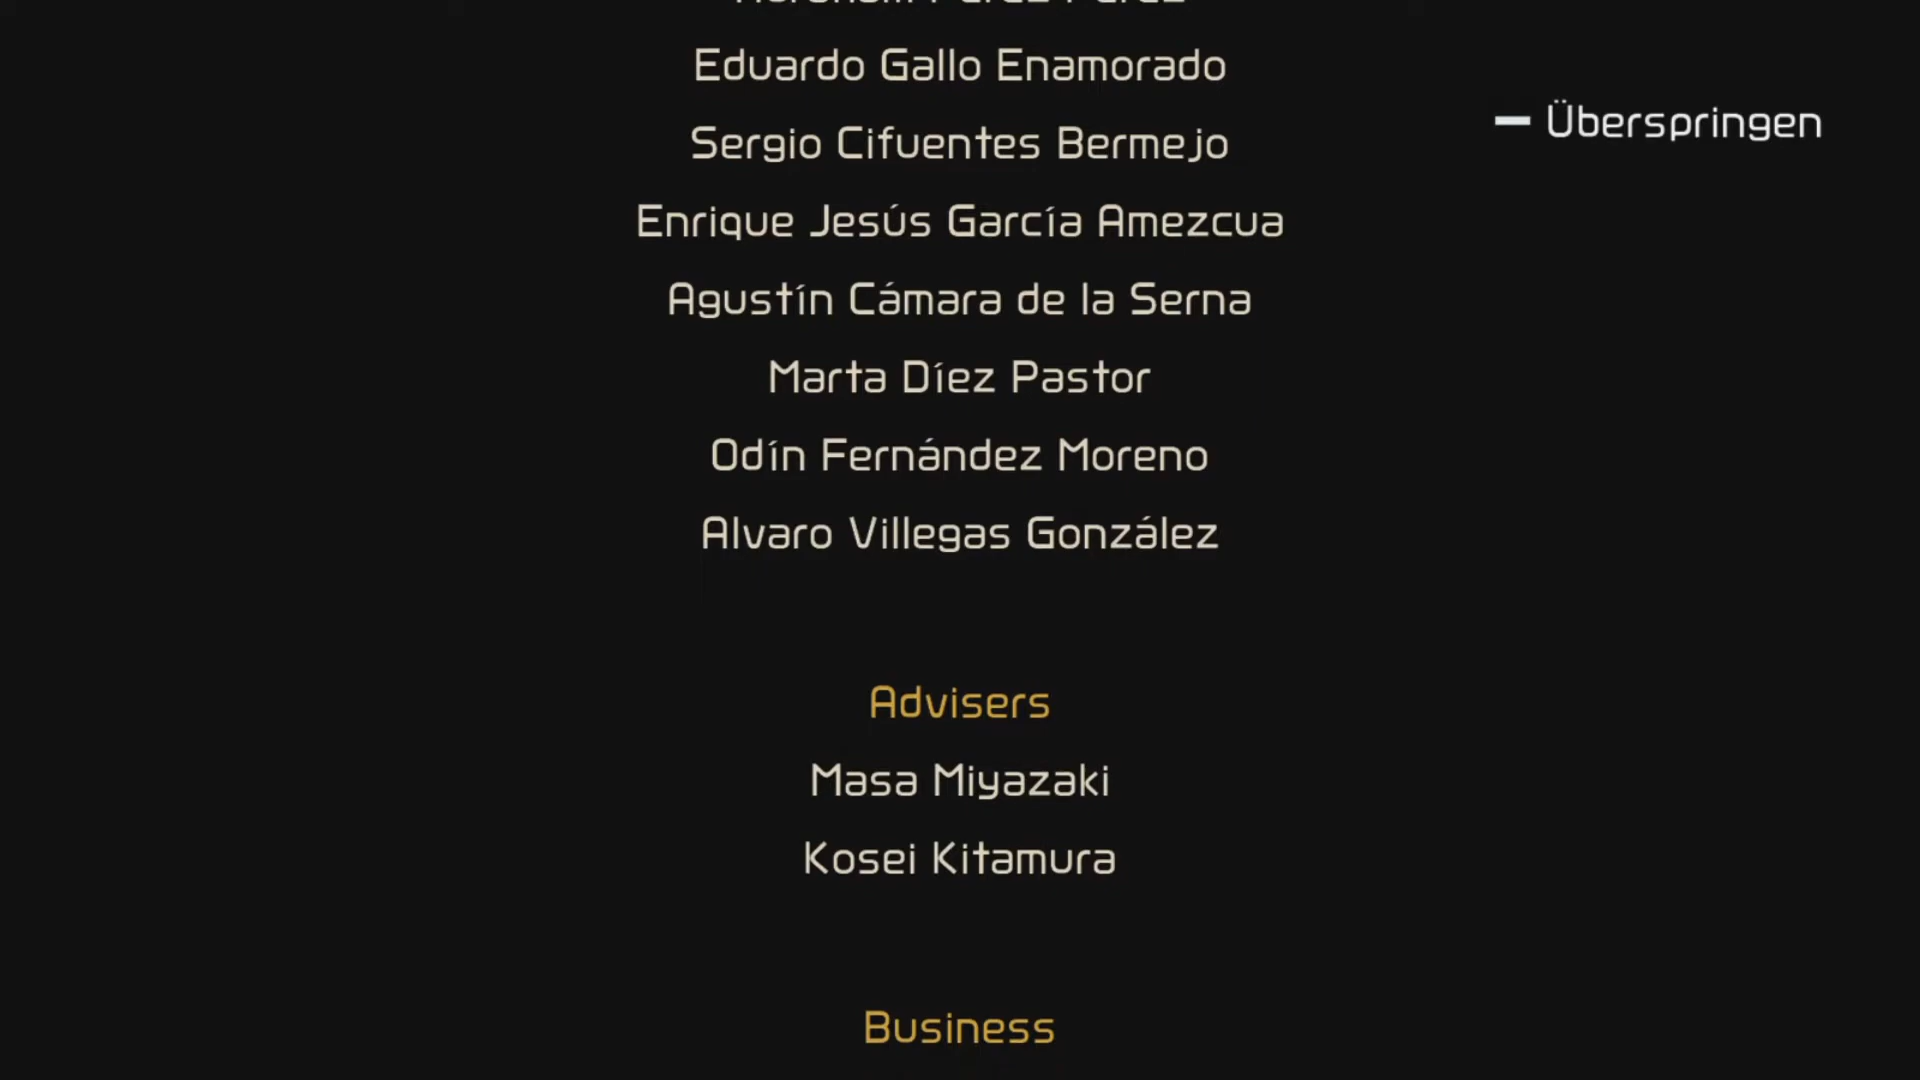 Eduardo Gallo Enamorado
— Überspringen
Sergio Cifuentes Bermejo
Enrique Jesús García Amezcua
Agustín Cámara de la Serna
Marta Díez Pastor
Odín Fernández Moreno
Alvaro Villegas González
Advisers
Masa Miyazaki
Kosei Kitamura
Business